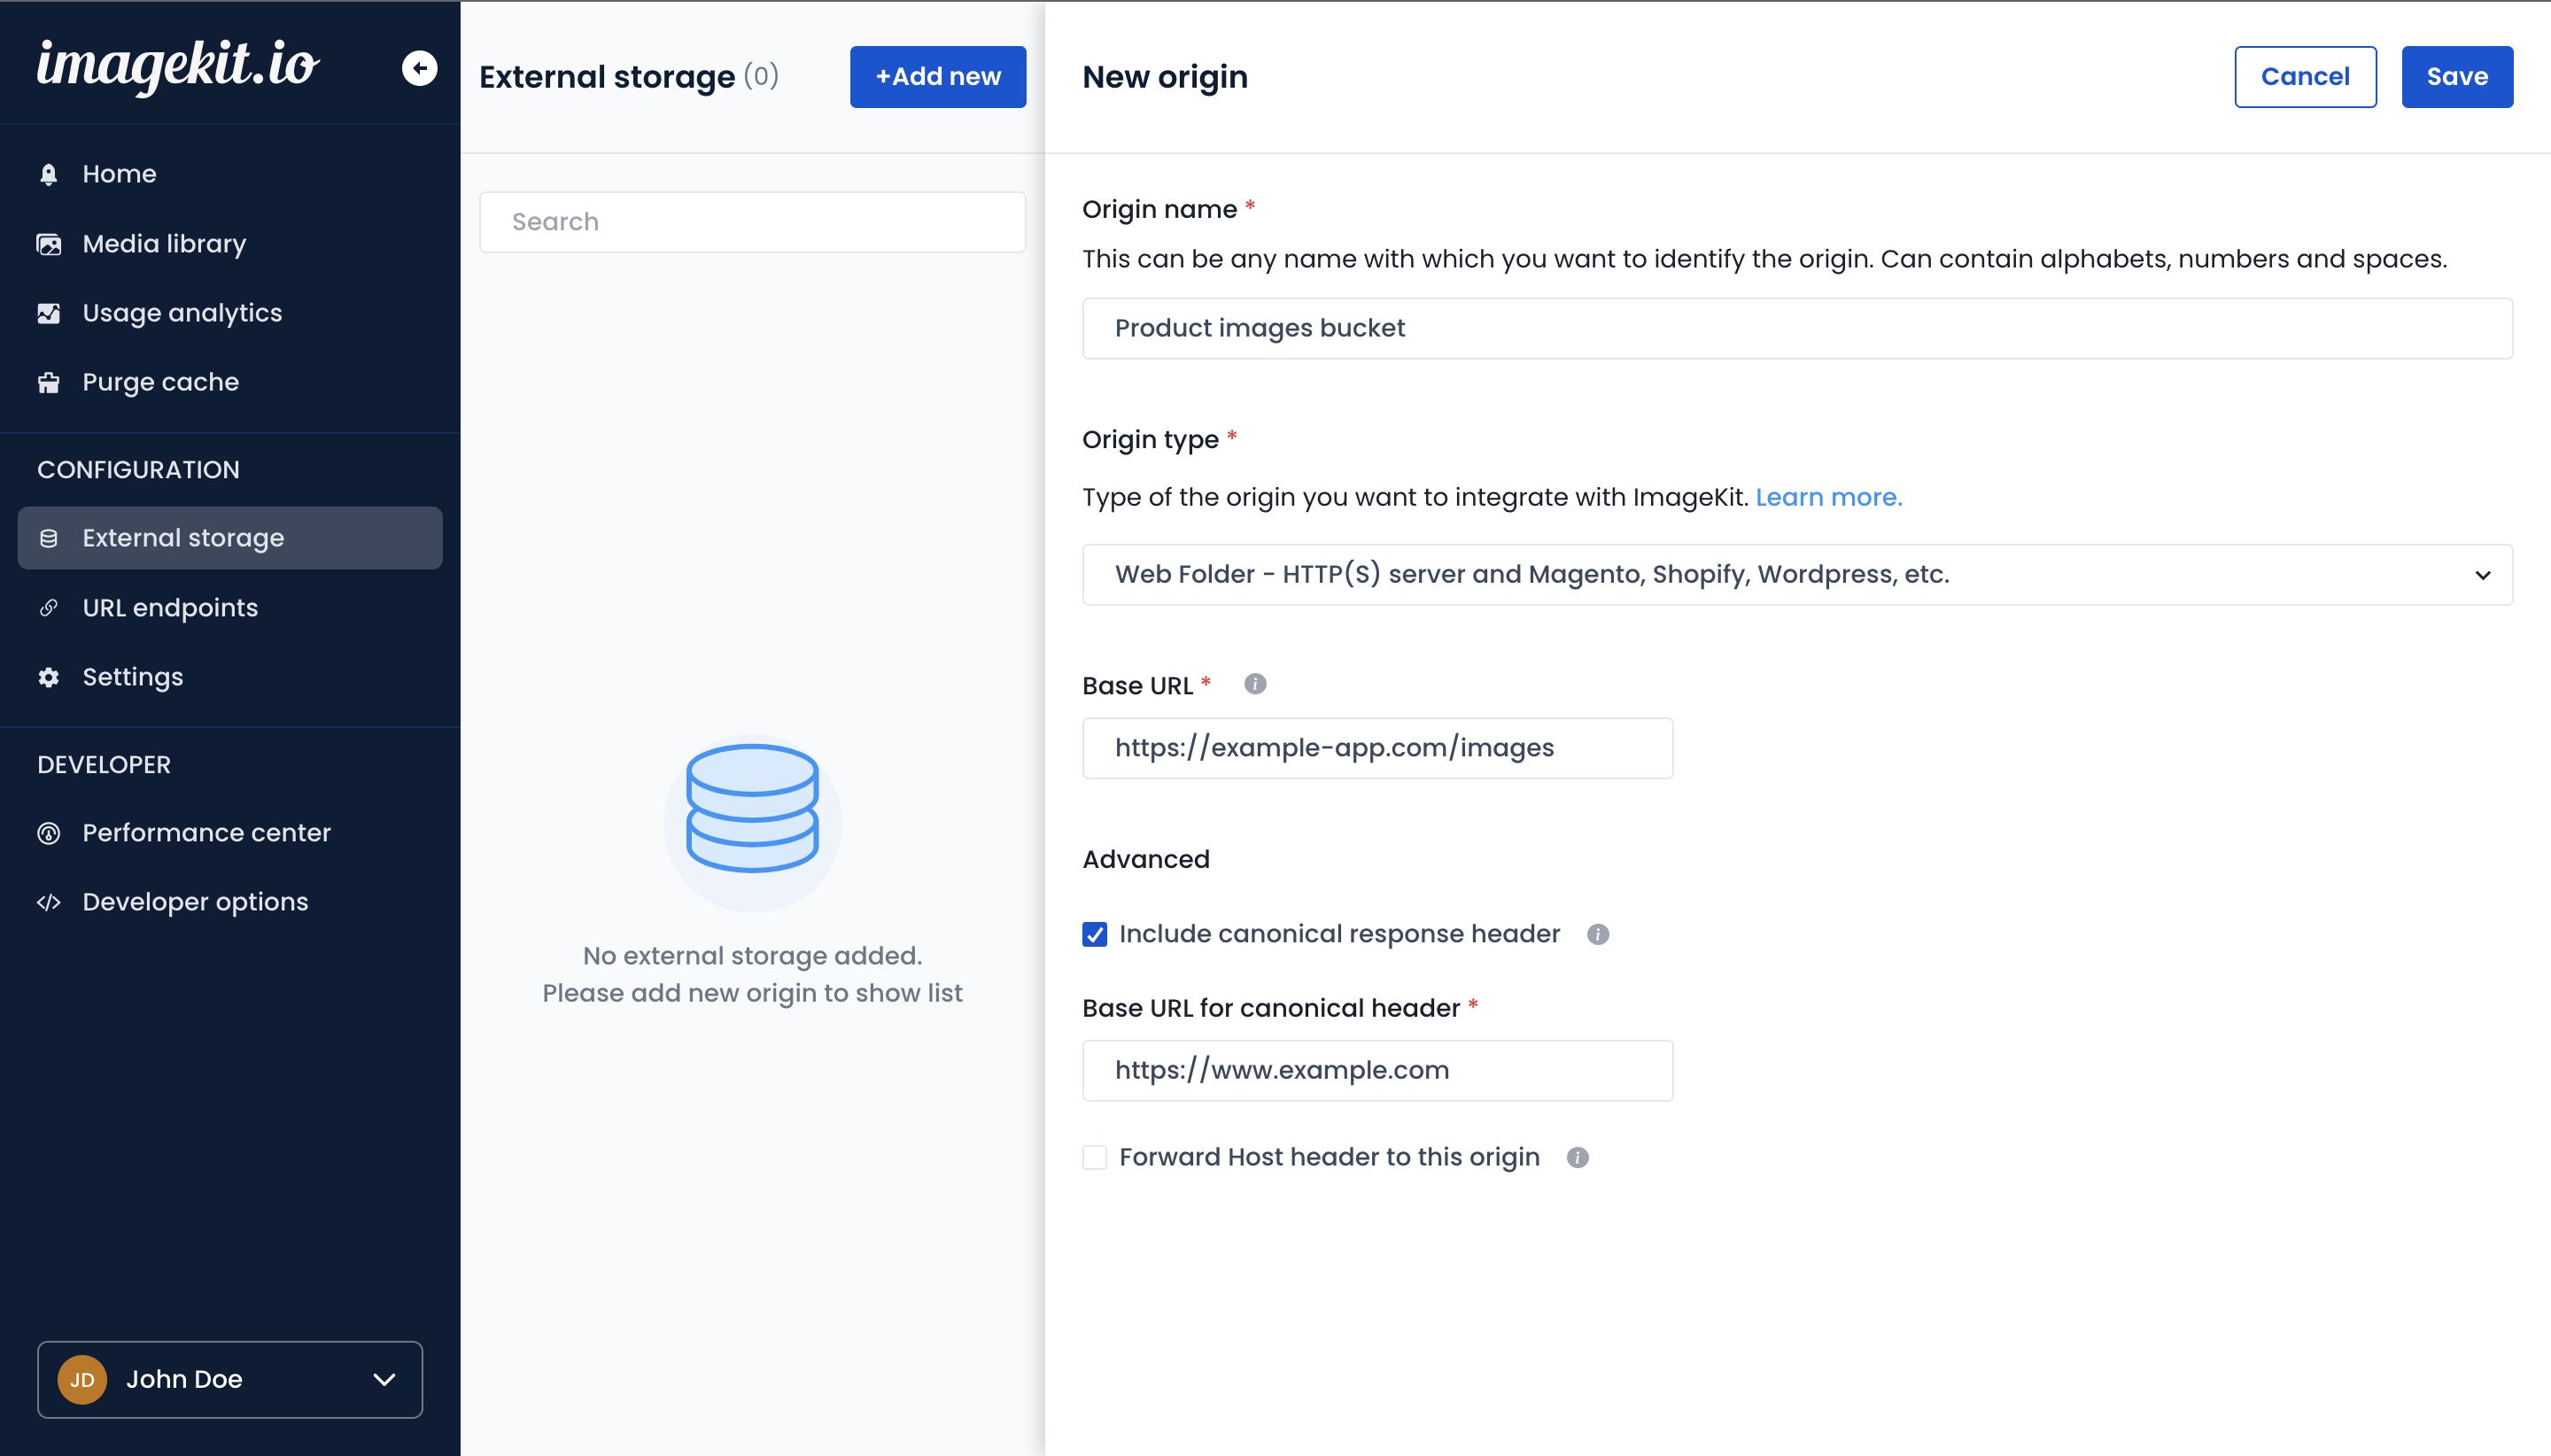 imagekit.io
Home
Media library
Usage analytics
Purge cache
CONFIGURATION
External storage
URL endpoints
Settings
DEVELOPER
Performance center
Developer options
JD
John Doe
External storage (0)
+Add new
Search
No external storage added.
Please add new origin to show list
New origin
Cancel
Save
Origin name *
This can be any name with which you want to identify the origin. Can contain alphabets, numbers and spaces.
Product images bucket
Origin type *
Type of the origin you want to integrate with ImageKit. Learn more.
Web Folder - HTTP(S) server and Magento, Shopify, Wordpress, etc.
Base URL * i
https://example-app.com/images
Advanced
Include canonical response header i
Base URL for canonical header *
https://www.example.com
Forward Host header to this origin i